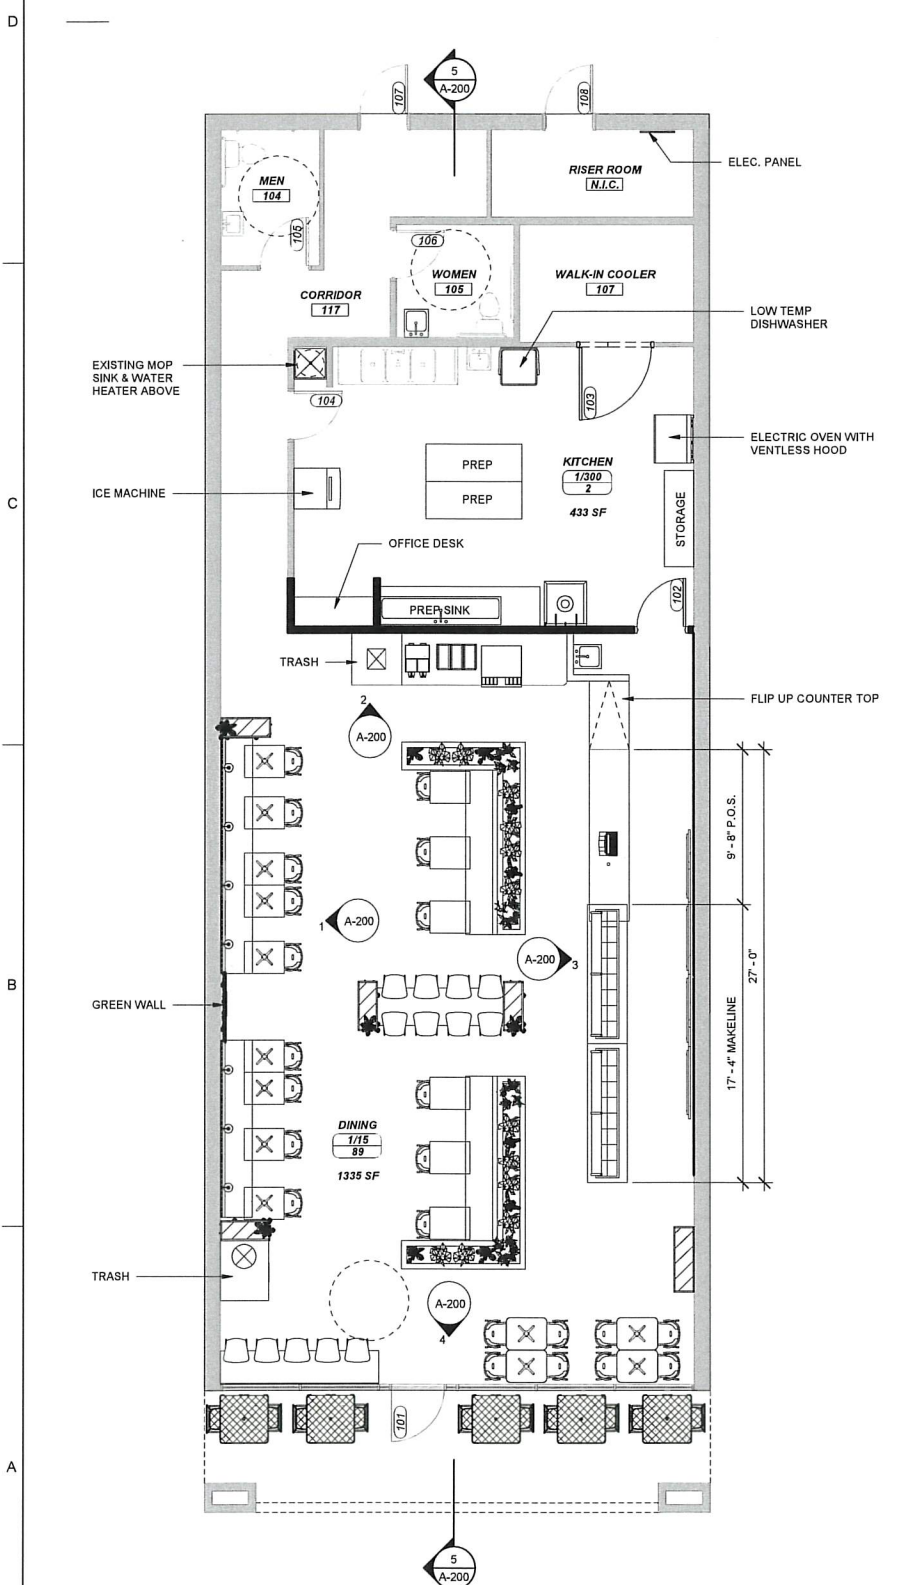 D
5
A-200
107
108
ELEC. PANEL
RISER ROOM
N.I.C.
MEN
104
105
106
WOMEN
105
WALK-IN COOLER
107
CORRIDOR
117
LOW TEMP
DISHWASHER
EXISTING MOP
SINK & WATER
HEATER ABOVE
104
103
ELECTRIC OVEN WITH
VENTLESS HOOD
KITCHEN
1/300
2
433 SF
PREP
PREP
ICE MACHINE
C
STORAGE
OFFICE DESK
PREP SINK
102
TRASH
FLIP UP COUNTER TOP
2
A-200
9' - 8" P.O.S.
1
A-200
A-200
3
27' - 0"
B
GREEN WALL
17' - 4" MAKELINE
DINING
1/15
89
1335 SF
TRASH
A-200
4
101
A
5
A-200